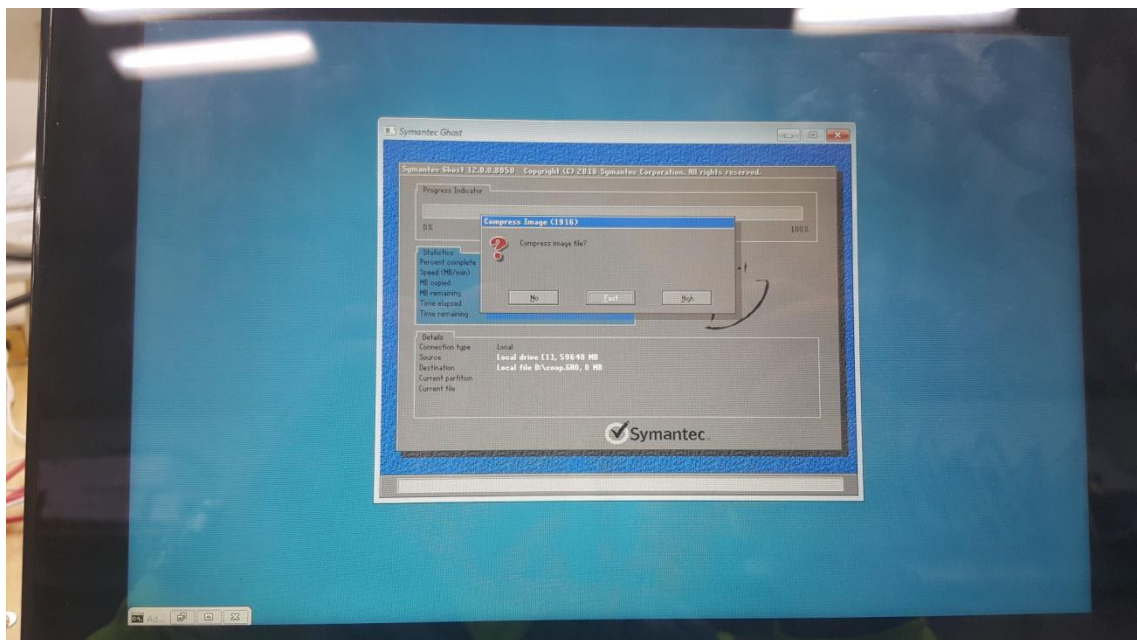 Symantec Ghost
Symantec Ghost 12.0.0.8050 Copyright (C) 2016 Symantec Corporation. All rights reserved.
Progress Indicator
0%
100%
Compress Image (1916)
Compress image file?
No
Fast
High
Statistics
Percent complete
Speed (MB/min)
MB copied
MB remaining
Time elapsed
Time remaining
Details
Connection type Local
Source Local drive [1], 59640 MB
Destination Local file D:\coap.GHO, 0 MB
Current partition
Current file
Symantec.
Ad...